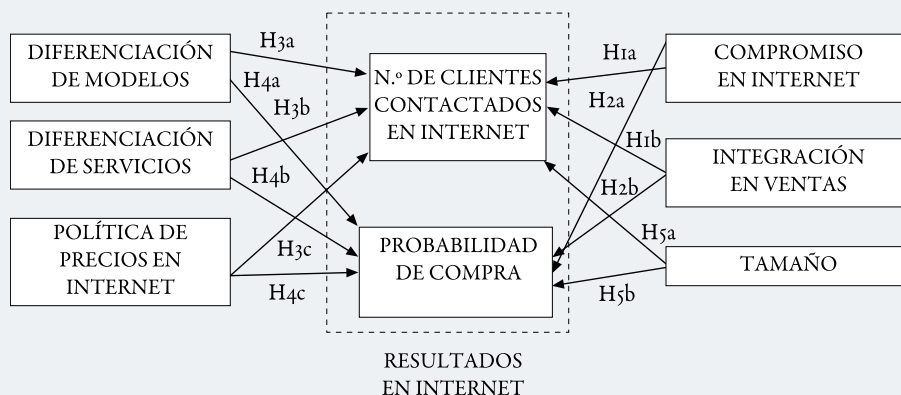 DIFERENCIACIÓN
DE MODELOS
DIFERENCIACIÓN
DE SERVICIOS
POLÍTICA DE
PRECIOS EN
INTERNET
H3a
H4a
H3b
H4b
H3c
H4c
N.º DE CLIENTES
CONTACTADOS
EN INTERNET
PROBABILIDAD
DE COMPRA
H1a
H2a
H1b
H2b
H5a
H5b
COMPROMISO
EN INTERNET
INTEGRACIÓN
EN VENTAS
TAMAÑO
RESULTADOS
EN INTERNET